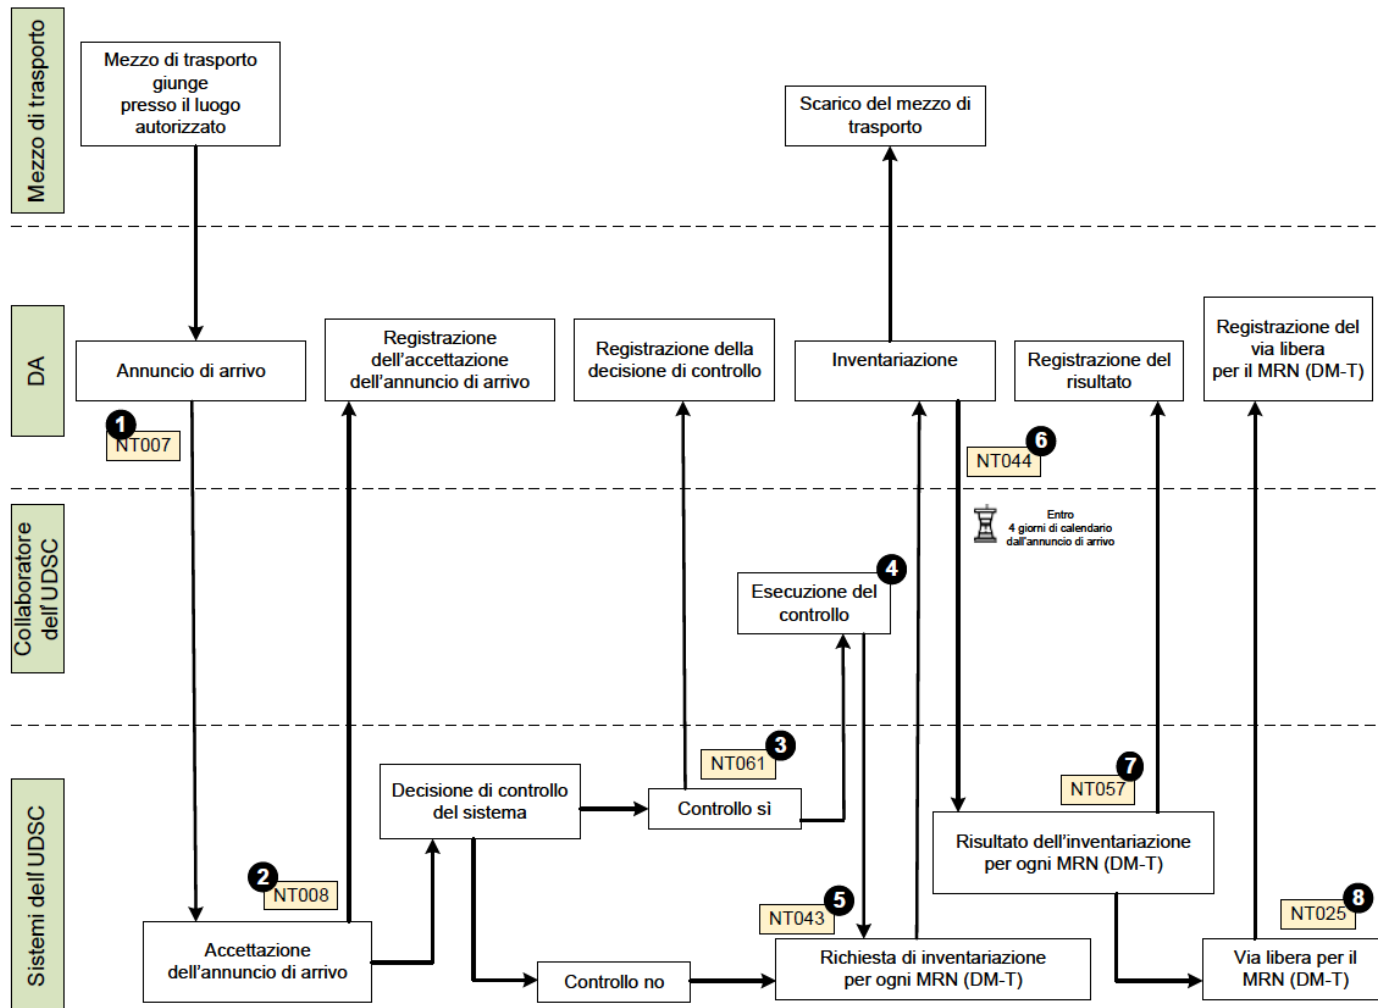 Mezzo di trasporto
Mezzo di trasporto
giunge
presso il luogo
autorizzato
Scarico del mezzo di
trasporto
DA
Annuncio di arrivo
Registrazione
dell'accettazione
dell'annuncio di arrivo
Registrazione della
decisione di controllo
Inventariazione
Registrazione del
risultato
Registrazione del
via libera
per il MRN (DM-T)
1
NT007
6
NT044
Collaboratore
dell'UDSC
Entro
4 giorni di calendario
dall'annuncio di arrivo
4
Esecuzione del
controllo
Sistemi dell'UDSC
3
NT061
Decisione di controllo
del sistema
Controllo sì
7
NT057
Risultato dell'inventariazione
per ogni MRN (DM-T)
2
NT008
Accettazione
dell'annuncio di arrivo
Controllo no
5
NT043
Richiesta di inventariazione
per ogni MRN (DM-T)
8
NT025
Via libera per il
MRN (DM-T)